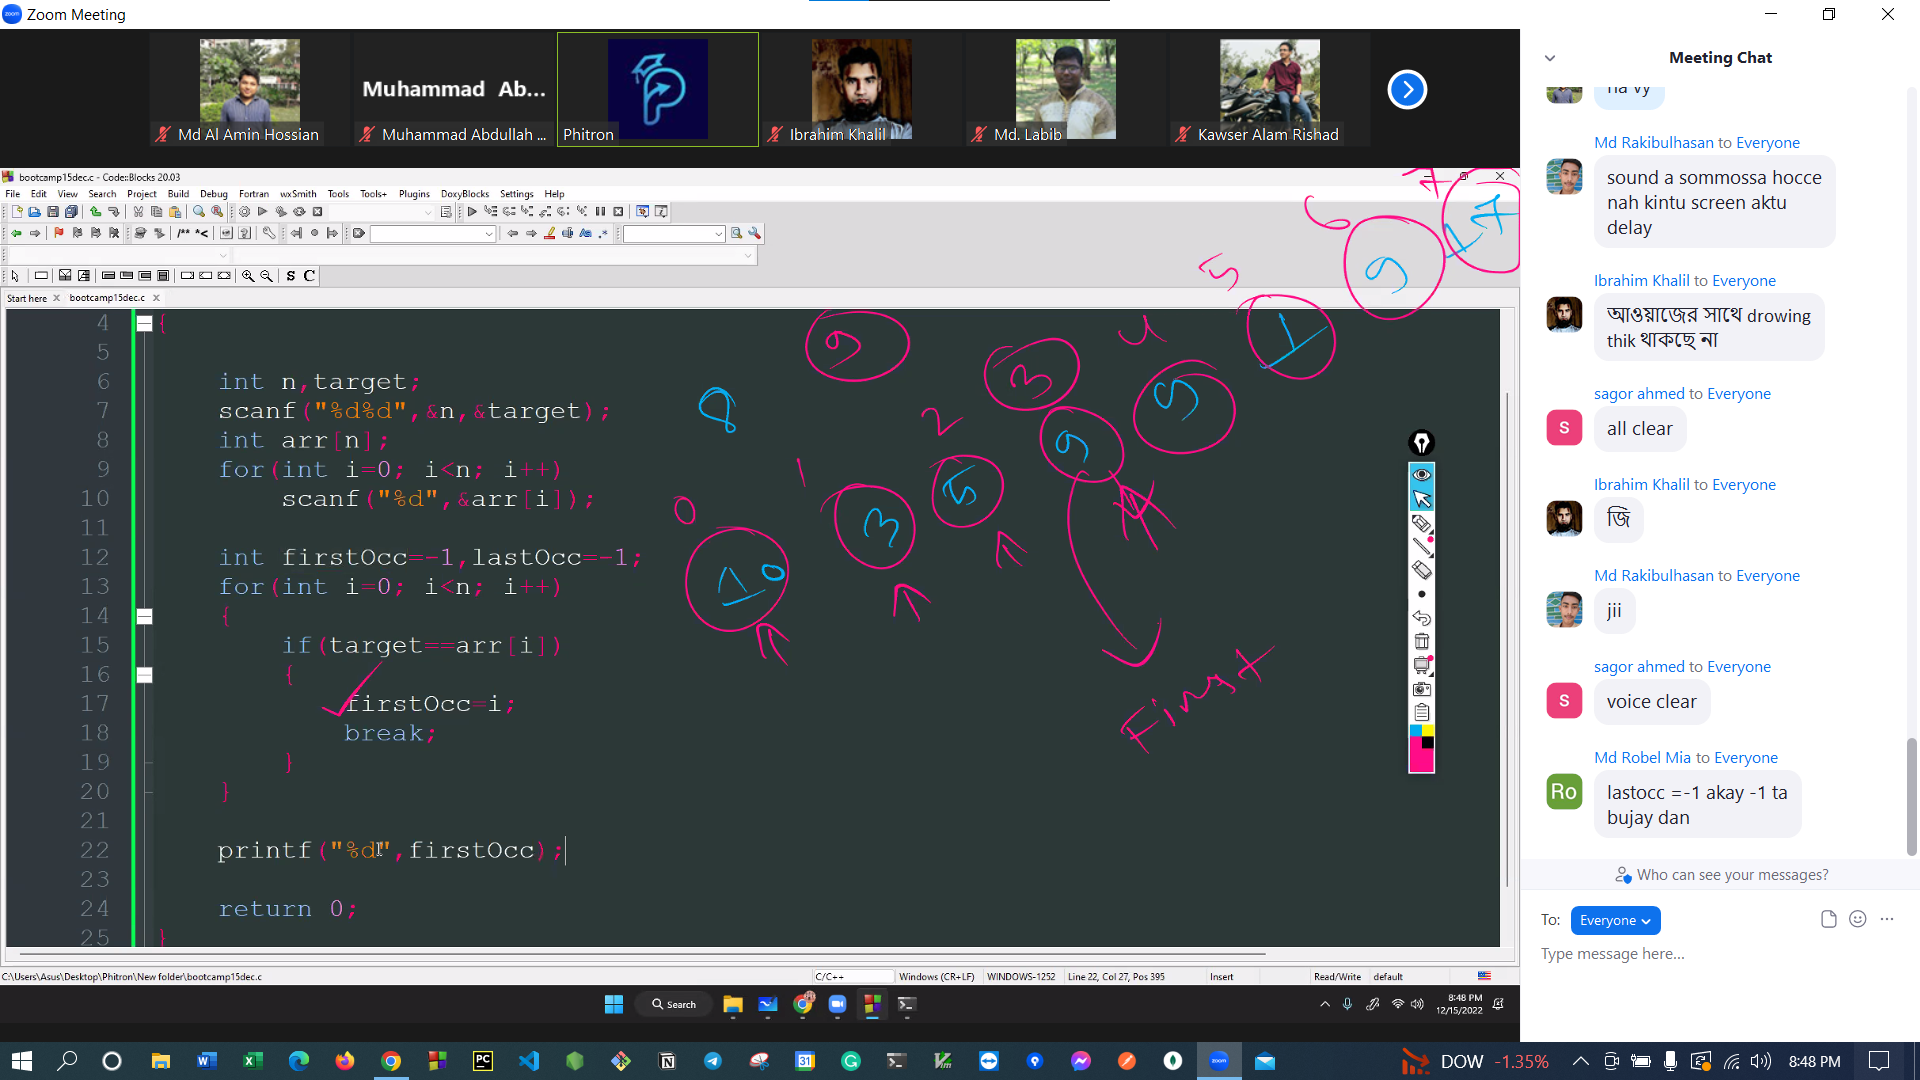 Zoom Meeting
Muhammad Ab...
Md Al Amin Hossian
Muhammad Abdullah ...
Phitron
Ibrahim Khalil
Md. Labib
Kawser Alam Rishad
bootcamp15dec.c - Code::Blocks 20.03
File Edit View Search Project Build Debug Fortran wxSmith Tools Tools+ Plugins DoxyBlocks Settings Help
Start here
bootcamp15dec.c
4 {
5
6 int n,target;
7 scanf("%d%d",&n,&target);
8 int arr[n];
9 for(int i=0; i<n; i++)
10 scanf("%d",&arr[i]);
11
12 int firstOcc=-1,lastOcc=-1;
13 for(int i=0; i<n; i++)
14 {
15 if(target==arr[i])
16 {
17 firstOcc=i;
18 break;
19 }
20 }
21
22 printf("%d",firstOcc);
23
24 return 0;
25 }
8
0 1 2 3 4 5 6 7
10 3 5 9 9 1 9 17
9
First
C:\Users\Asus\Desktop\Phitron\New folder\bootcamp15dec.c
C/C++
Windows (CR+LF)
WINDOWS-1252
Line 22, Col 27, Pos 395
Insert
Read/Write
default
Search
8:48 PM
12/15/2022
Meeting Chat
na vy
Md Rakibulhasan to Everyone
sound a sommossa hocce
nah kintu screen aktu
delay
Ibrahim Khalil to Everyone
আওয়াজের সাথে drowing
thik থাকছে না
sagor ahmed to Everyone
S
all clear
Ibrahim Khalil to Everyone
জি
Md Rakibulhasan to Everyone
jii
sagor ahmed to Everyone
S
voice clear
Md Robel Mia to Everyone
Ro
lastocc =-1 akay -1 ta
bujay dan
Who can see your messages?
To: Everyone
Type message here...
DOW -1.35%
8:48 PM